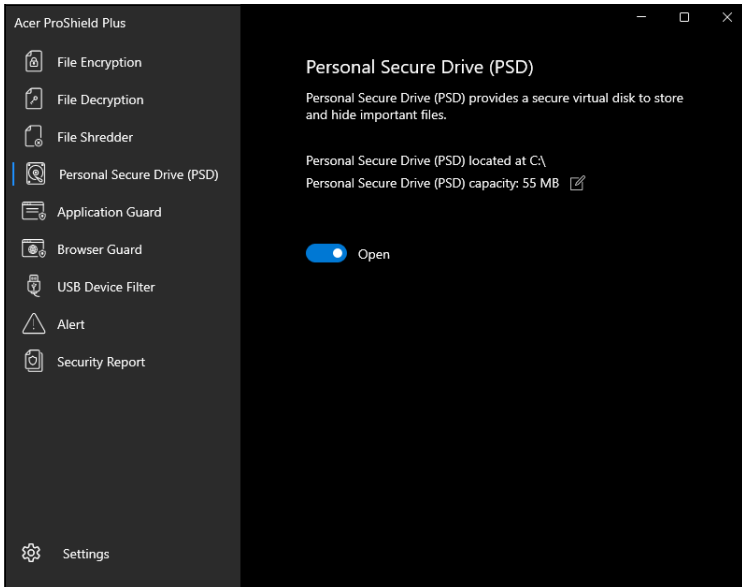 Acer ProShield Plus
File Encryption
File Decryption
File Shredder
Personal Secure Drive (PSD)
Application Guard
Browser Guard
USB Device Filter
Alert
Security Report
Settings
Personal Secure Drive (PSD)
Personal Secure Drive (PSD) provides a secure virtual disk to store
and hide important files.
Personal Secure Drive (PSD) located at C:\
Personal Secure Drive (PSD) capacity: 55 MB
Open